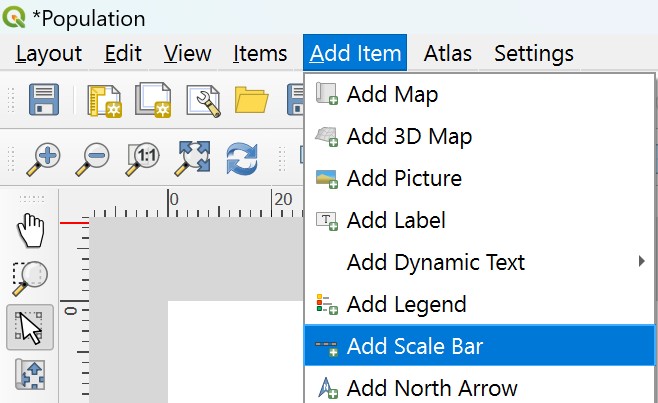 *Population
Layout Edit View Items Add Item Atlas Settings
Add Map
Add 3D Map
1:1
Add Picture
0 20
Add Label
Add Dynamic Text
Add Legend
0
Add Scale Bar
Add North Arrow